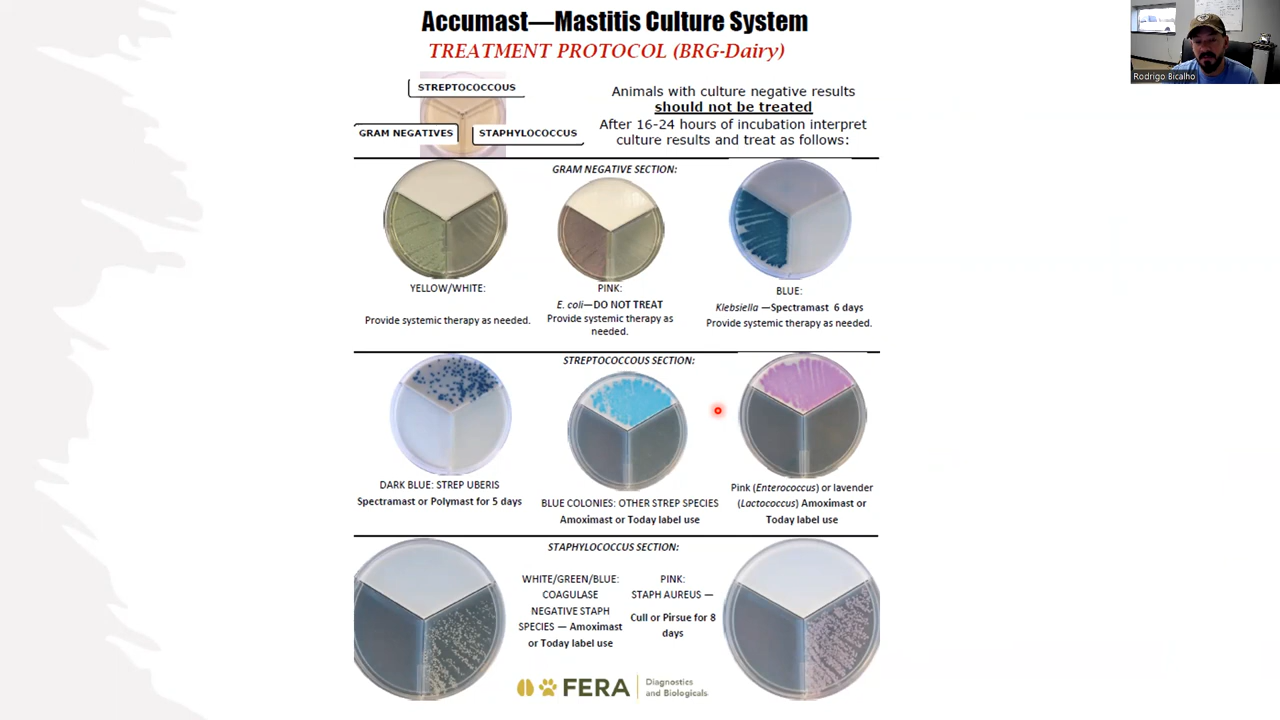 Accumast—Mastitis Culture System
TREATMENT PROTOCOL (BRG-Dairy)
Rodrigo Bicalho
STREPTOCOCCOUS
GRAM NEGATIVES
STAPHYLOCOCCUS
Animals with culture negative results
should not be treated
After 16-24 hours of incubation interpret
culture results and treat as follows:
GRAM NEGATIVE SECTION:
YELLOW/WHITE:
Provide systemic therapy as needed.
PINK:
E. coli—DO NOT TREAT
Provide systemic therapy as
needed.
BLUE:
Klebsiella —Spectramast 6 days
Provide systemic therapy as needed.
STREPTOCOCCOUS SECTION:
DARK BLUE: STREP UBERIS
Spectramast or Polymast for 5 days
BLUE COLONIES: OTHER STREP SPECIES
Amoximast or Today label use
Pink (Enterococcus) or lavender
(Lactococcus) Amoximast or
Today label use
STAPHYLOCOCCUS SECTION:
WHITE/GREEN/BLUE:
COAGULASE
NEGATIVE STAPH
SPECIES — Amoximast
or Today label use
PINK:
STAPH AUREUS —
Cull or Pirsue for 8
days
FERA
Diagnostics
and Biologicals